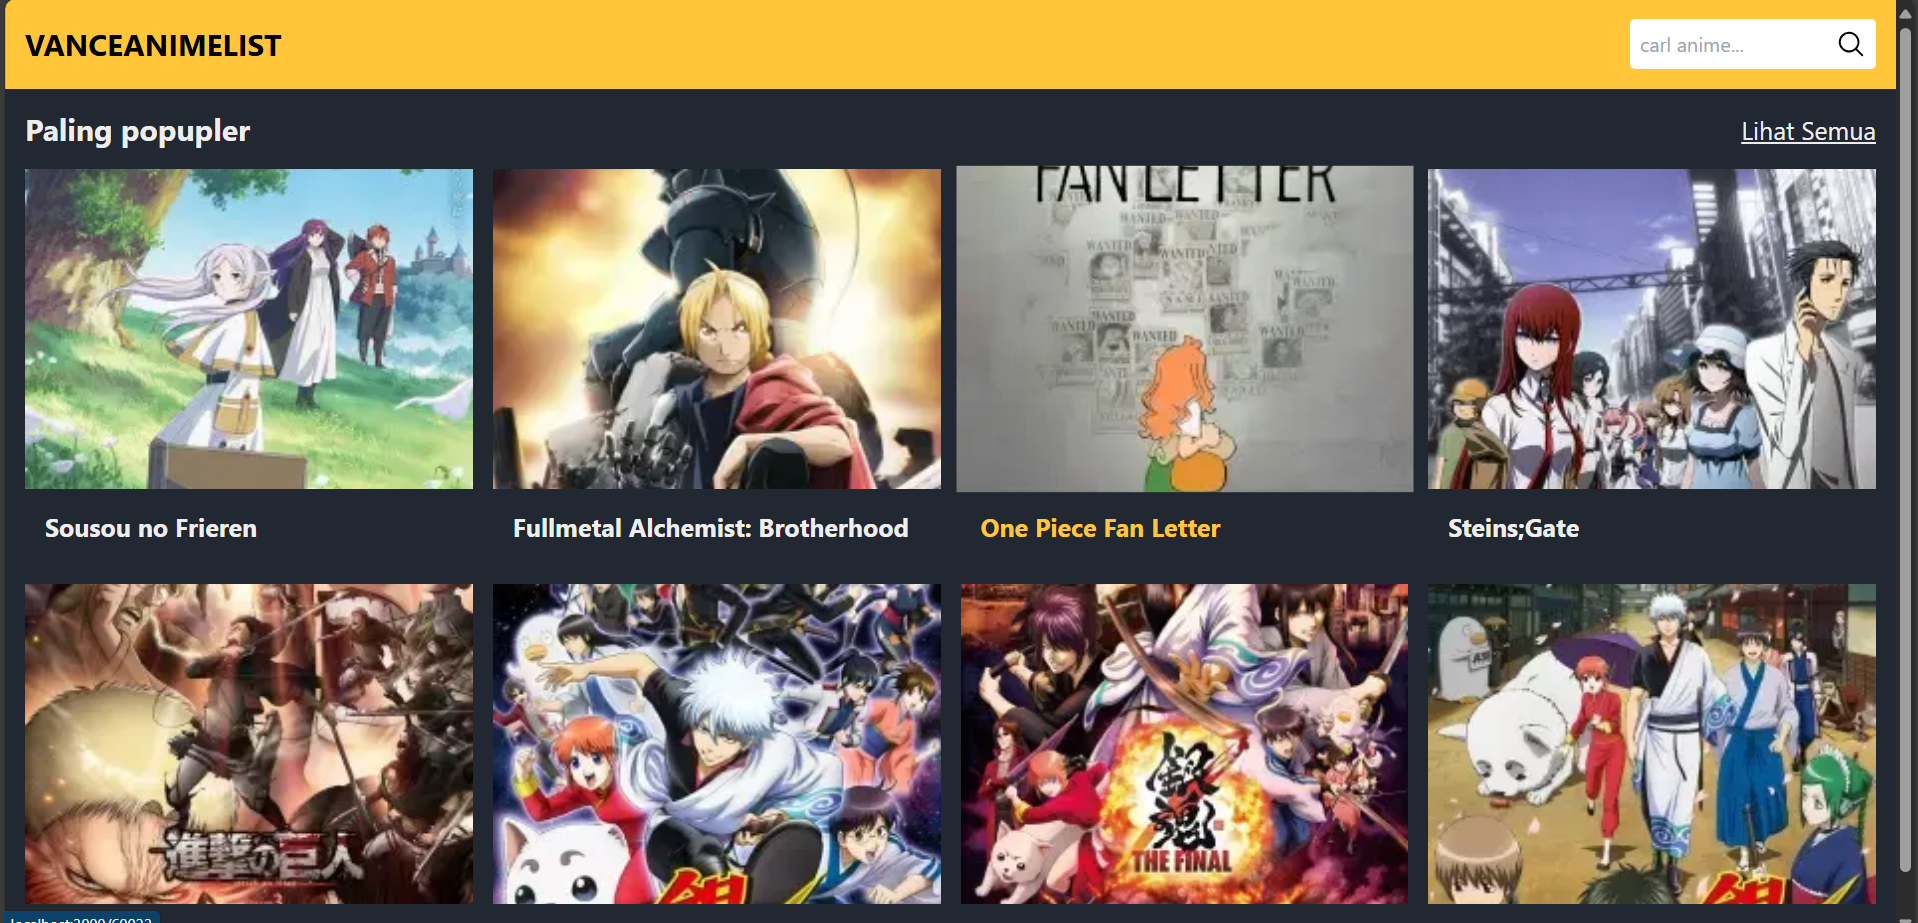 VANCEANIMELIST
carl anime...
Paling popupler
Lihat Semua
FAN LETTER
WANTED
WANTED
WANTED
WANTED
WANTED
WANTED
WANTED
WANTED
Sousou no Frieren
Fullmetal Alchemist: Brotherhood
One Piece Fan Letter
Steins;Gate
進撃の巨人
銀魂
THE FINAL